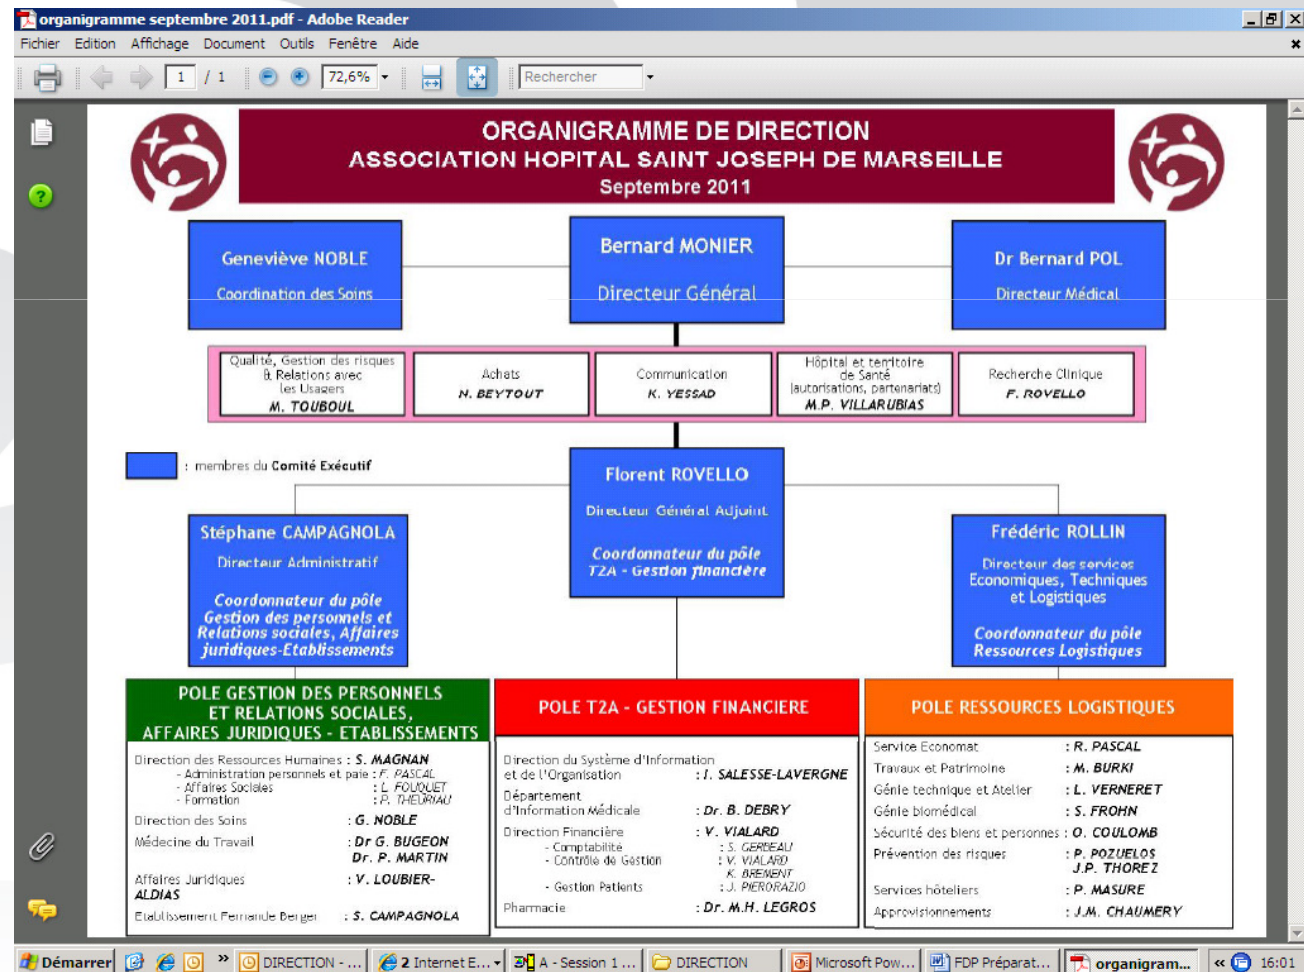 organigramme septembre 2011.pdf - Adobe Reader
Fichier Edition Affichage Document Outils Fenêtre Aide
1 / 1 72,6% Rechercher
ORGANIGRAMME DE DIRECTION
ASSOCIATION HOPITAL SAINT JOSEPH DE MARSEILLE
Septembre 2011
Geneviève NOBLE
Coordination des Soins
Bernard MONIER
Directeur Général
Dr Bernard POL
Directeur Médical
Qualité, Gestion des risques
& Relations avec
les Usagers
M. TOUBOUL
Achats
N. BEYTOUT
Communication
K. YESSAD
Hôpital et territoire
de Santé
(autorisations, partenariats)
M.P. VILLARUBIAS
Recherche Clinique
F. ROVELLO
: membres du Comité Exécutif
Florent ROVELLO
Directeur Général Adjoint
Coordonnateur du pôle
T2A - Gestion financière
Stéphane CAMPAGNOLA
Directeur Administratif
Coordonnateur du pôle
Gestion des personnels et
Relations sociales, Affaires
juridiques-Etablissements
Frédéric ROLLIN
Directeur des services
Economiques, Techniques
et Logistiques
Coordonnateur du pôle
Ressources Logistiques
POLE GESTION DES PERSONNELS
ET RELATIONS SOCIALES,
AFFAIRES JURIDIQUES - ETABLISSEMENTS
Direction des Ressources Humaines : S. MAGNAN
- Administration personnels et paie : F. PASCAL
- Affaires Sociales : L. FOUQUET
- Formation : P. THEURIAU
Direction des Soins : G. NOBLE
Médecine du Travail : Dr G. BUGEON
Dr. P. MARTIN
Affaires Juridiques : V. LOUBIER-
ALDIAS
Etablissement Fernande Berger : S. CAMPAGNOLA
POLE T2A - GESTION FINANCIERE
Direction du Système d'Information
et de l'Organisation : I. SALESSE-LAVERGNE
Département
d'Information Médicale : Dr. B. DEBRY
Direction Financière : V. VIALARD
- Comptabilité : S. GERBEAU
- Contrôle de Gestion : V. VIALARD
K. BREMENT
- Gestion Patients : J. PIERORAZIO
Pharmacie : Dr. M.H. LEGROS
POLE RESSOURCES LOGISTIQUES
Service Economat : R. PASCAL
Travaux et Patrimoine : M. BURKI
Génie technique et Atelier : L. VERNERET
Génie biomédical : S. FROHN
Sécurité des biens et personnes : O. COULOMB
Prévention des risques : P. POZUELOS
J.P. THOREZ
Services hôteliers : P. MASURE
Approvisionnements : J.M. CHAUMERY
Démarrer » DIRECTION - ... 2 Internet E... A - Session 1 ... DIRECTION Microsoft Pow... FDP Préparat... organigram... « 16:01